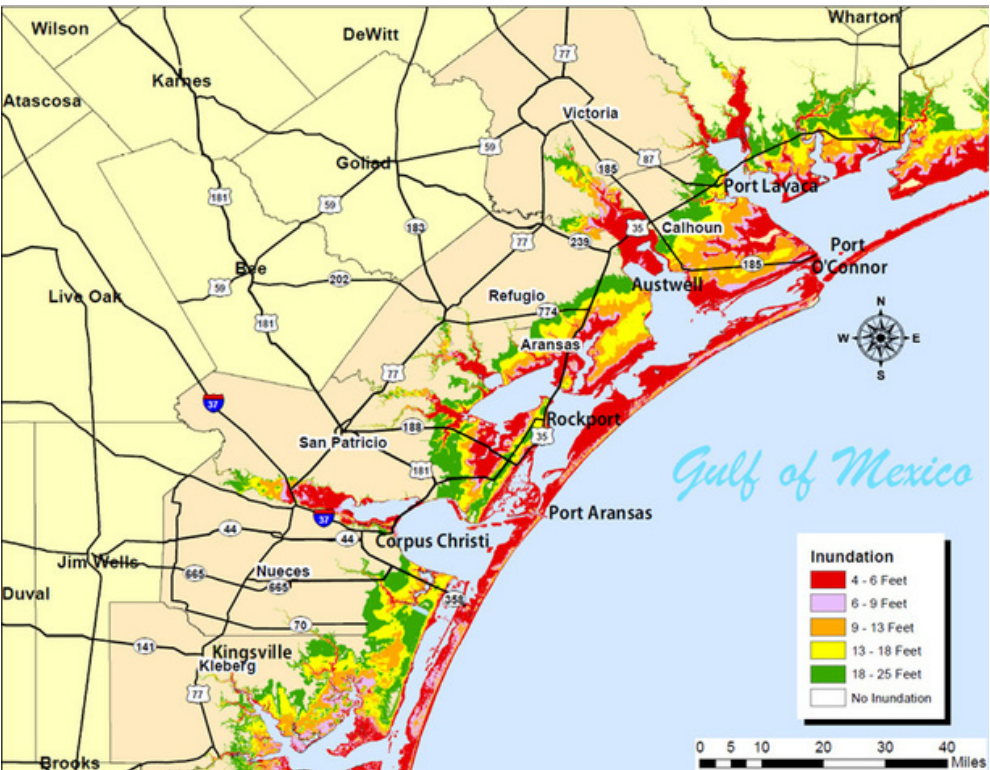 Wharton
Wilson
DeWitt
77
Karnes
Atascosa
Victoria
59
87
Goliad
185
Port Lavaca
181
59
183
35
Calhoun
77
239
Port
O'Connor
Bee
202
185
59
Austwell
Live Oak
Refugio
774
N
181
W
E
Aransas
S
77
37
Rockport
188
35
San Patricio
181
Gulf of Mexico
Port Aransas
37
44
44
Corpus Christi
Inundation
Jim Wells
4 - 6 Feet
665
Nueces
665
358
6 - 9 Feet
Duval
70
9 - 13 Feet
141
Kingsville
13 - 18 Feet
Kleberg
18 - 25 Feet
77
No Inundation
0 5 10 20 30 40
Miles
Brooks